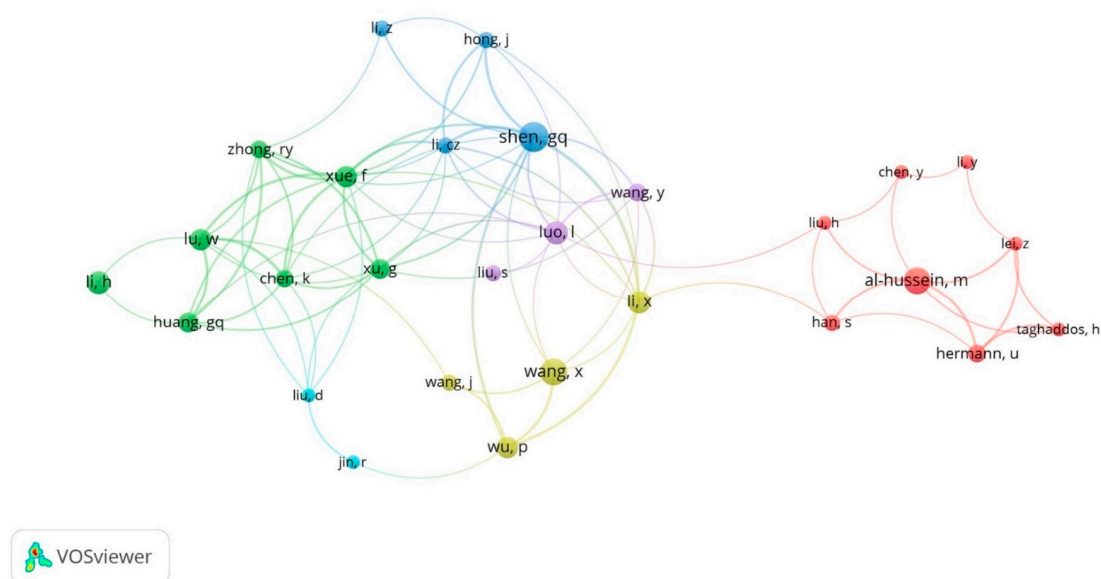 li, z
hong, j
shen, gq
li, cz
zhong, ry
xue, f
wang, y
chen, y
li, y
liu, h
luo, l
lu, w
lei, z
liu, s
xu, g
chen, k
li, h
al-hussein, m
li, x
huang, gq
han, s
taghaddos, h
hermann, u
wang, x
wang, j
liu, d
wu, p
jin, r
VOSviewer